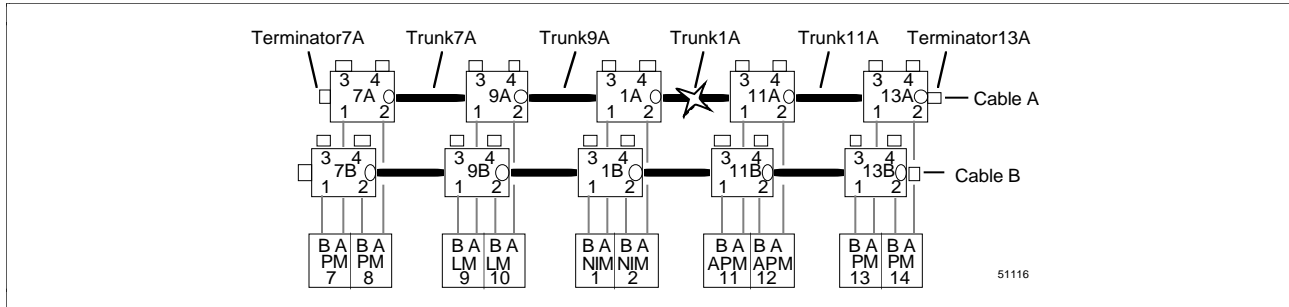 Terminator7A Trunk7A Trunk9A Trunk1A Trunk11A Terminator13A
3 4 3 4 3 4 3 4 3 4
7A 9A 1A 11A 13A Cable A
1 2 1 2 1 2 1 2 1 2
3 4 3 4 3 4 3 4 3 4
7B 9B 1B 11B 13B Cable B
1 2 1 2 1 2 1 2 1 2
B A B A B A B A B A B A B A B A B A B A
PM PM LM LM NIM NIM APM APM PM PM
7 8 9 10 1 2 11 12 13 14
51116